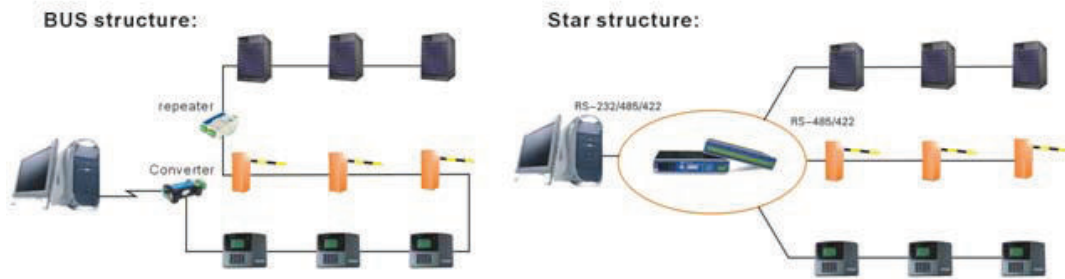 BUS structure:
repeater
Converter
Star structure:
RS-232/485/422
RS-485/422